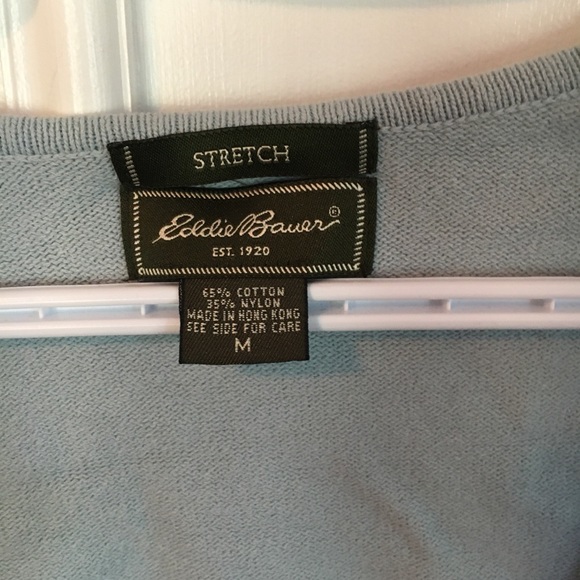 STRETCH
Eddie Bauer®
EST. 1920
65% COTTON
35% NYLON
MADE IN HONG KONG
SEE SIDE FOR CARE
M